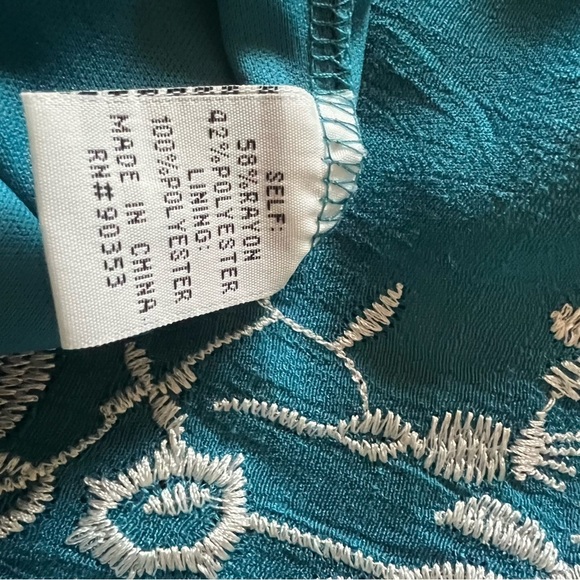 SELF:
58%RAYON
42%POLYESTER
LINING:
100%POLYESTER
MADE IN CHINA
RN#90353